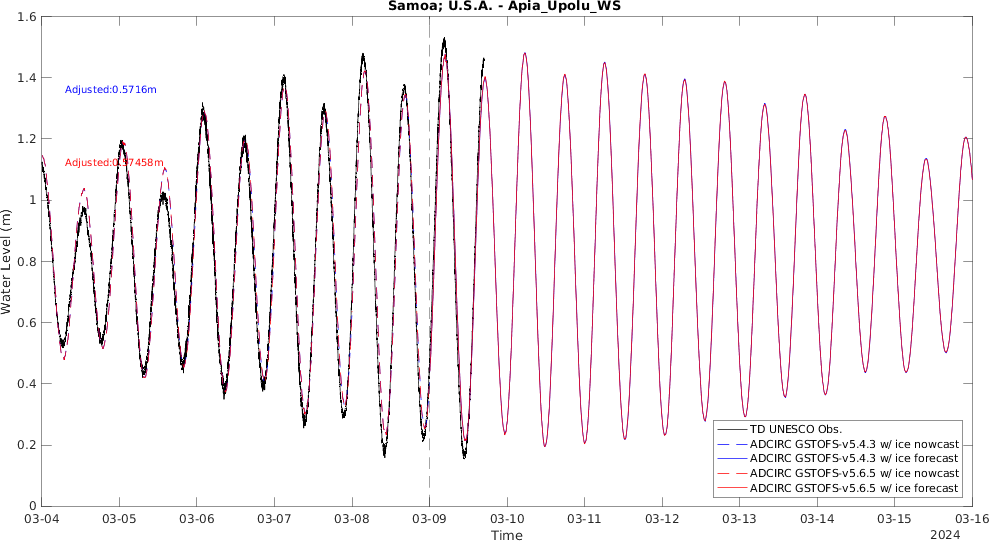 Samoa; U.S.A. - Apia_Upolu_WS
1.6
1.4
1.2
1
0.8
0.6
0.4
0.2
0
Water Level (m)
Adjusted:0.5716m
Adjusted:0.57458m
TD UNESCO Obs.
ADCIRC GSTOFS-v5.4.3 w/ ice nowcast
ADCIRC GSTOFS-v5.4.3 w/ ice forecast
ADCIRC GSTOFS-v5.6.5 w/ ice nowcast
ADCIRC GSTOFS-v5.6.5 w/ ice forecast
03-04 03-05 03-06 03-07 03-08 03-09 03-10 03-11 03-12 03-13 03-14 03-15 03-16
Time
2024